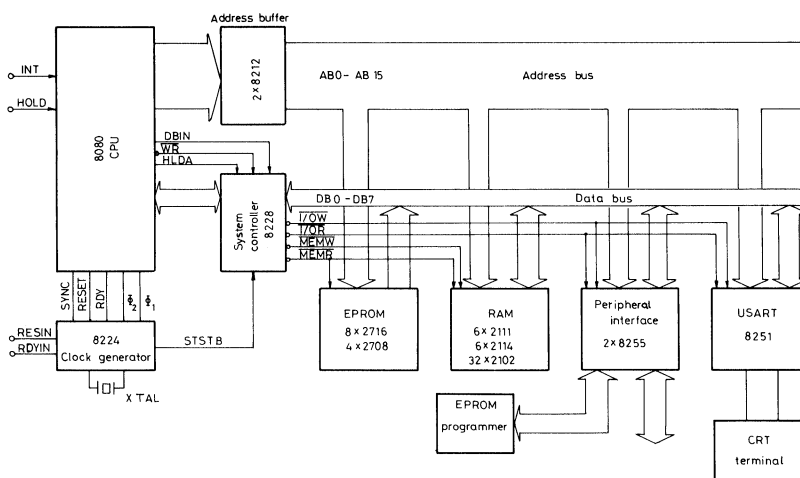 Address buffer
2×8212
INT
HOLD
8080
CPU
AB0 - AB 15
Address bus
DBIN
WR
HLDA
System
controller
8228
DB0 - DB7
Data bus
I/OW
I/OR
MEMW
MEMR
SYNC
RESET
RDY
Φ2
Φ1
EPROM
8 × 2716
4 × 2708
RAM
6 × 2111
6 × 2114
32 × 2102
Peripheral
interface
2×8255
USART
8251
RESIN
RDYIN
8224
Clock generator
STSTB
XTAL
EPROM
programmer
CRT
terminal